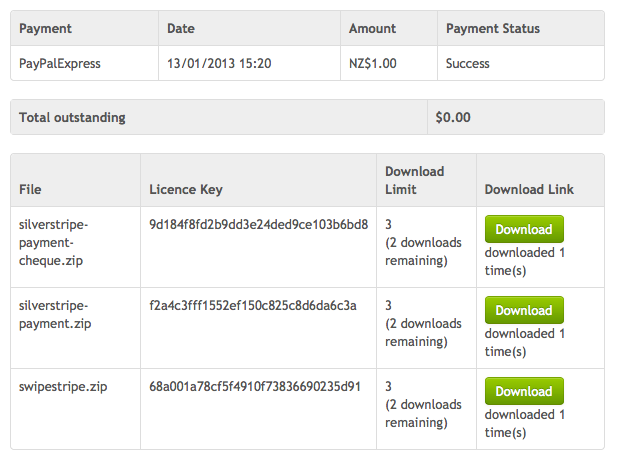 Payment Date Amount Payment Status
PayPalExpress 13/01/2013 15:20 NZ$1.00 Success
Total outstanding $0.00
File Licence Key Download Limit Download Link
silverstripe-payment-cheque.zip 9d184f8fd2b9dd3e24ded9ce103b6bd8 3 (2 downloads remaining) Download downloaded 1 time(s)
silverstripe-payment.zip f2a4c3fff1552ef150c825c8d6da6c3a 3 (2 downloads remaining) Download downloaded 1 time(s)
swipestripe.zip 68a001a78cf5f4910f73836690235d91 3 (2 downloads remaining) Download downloaded 1 time(s)